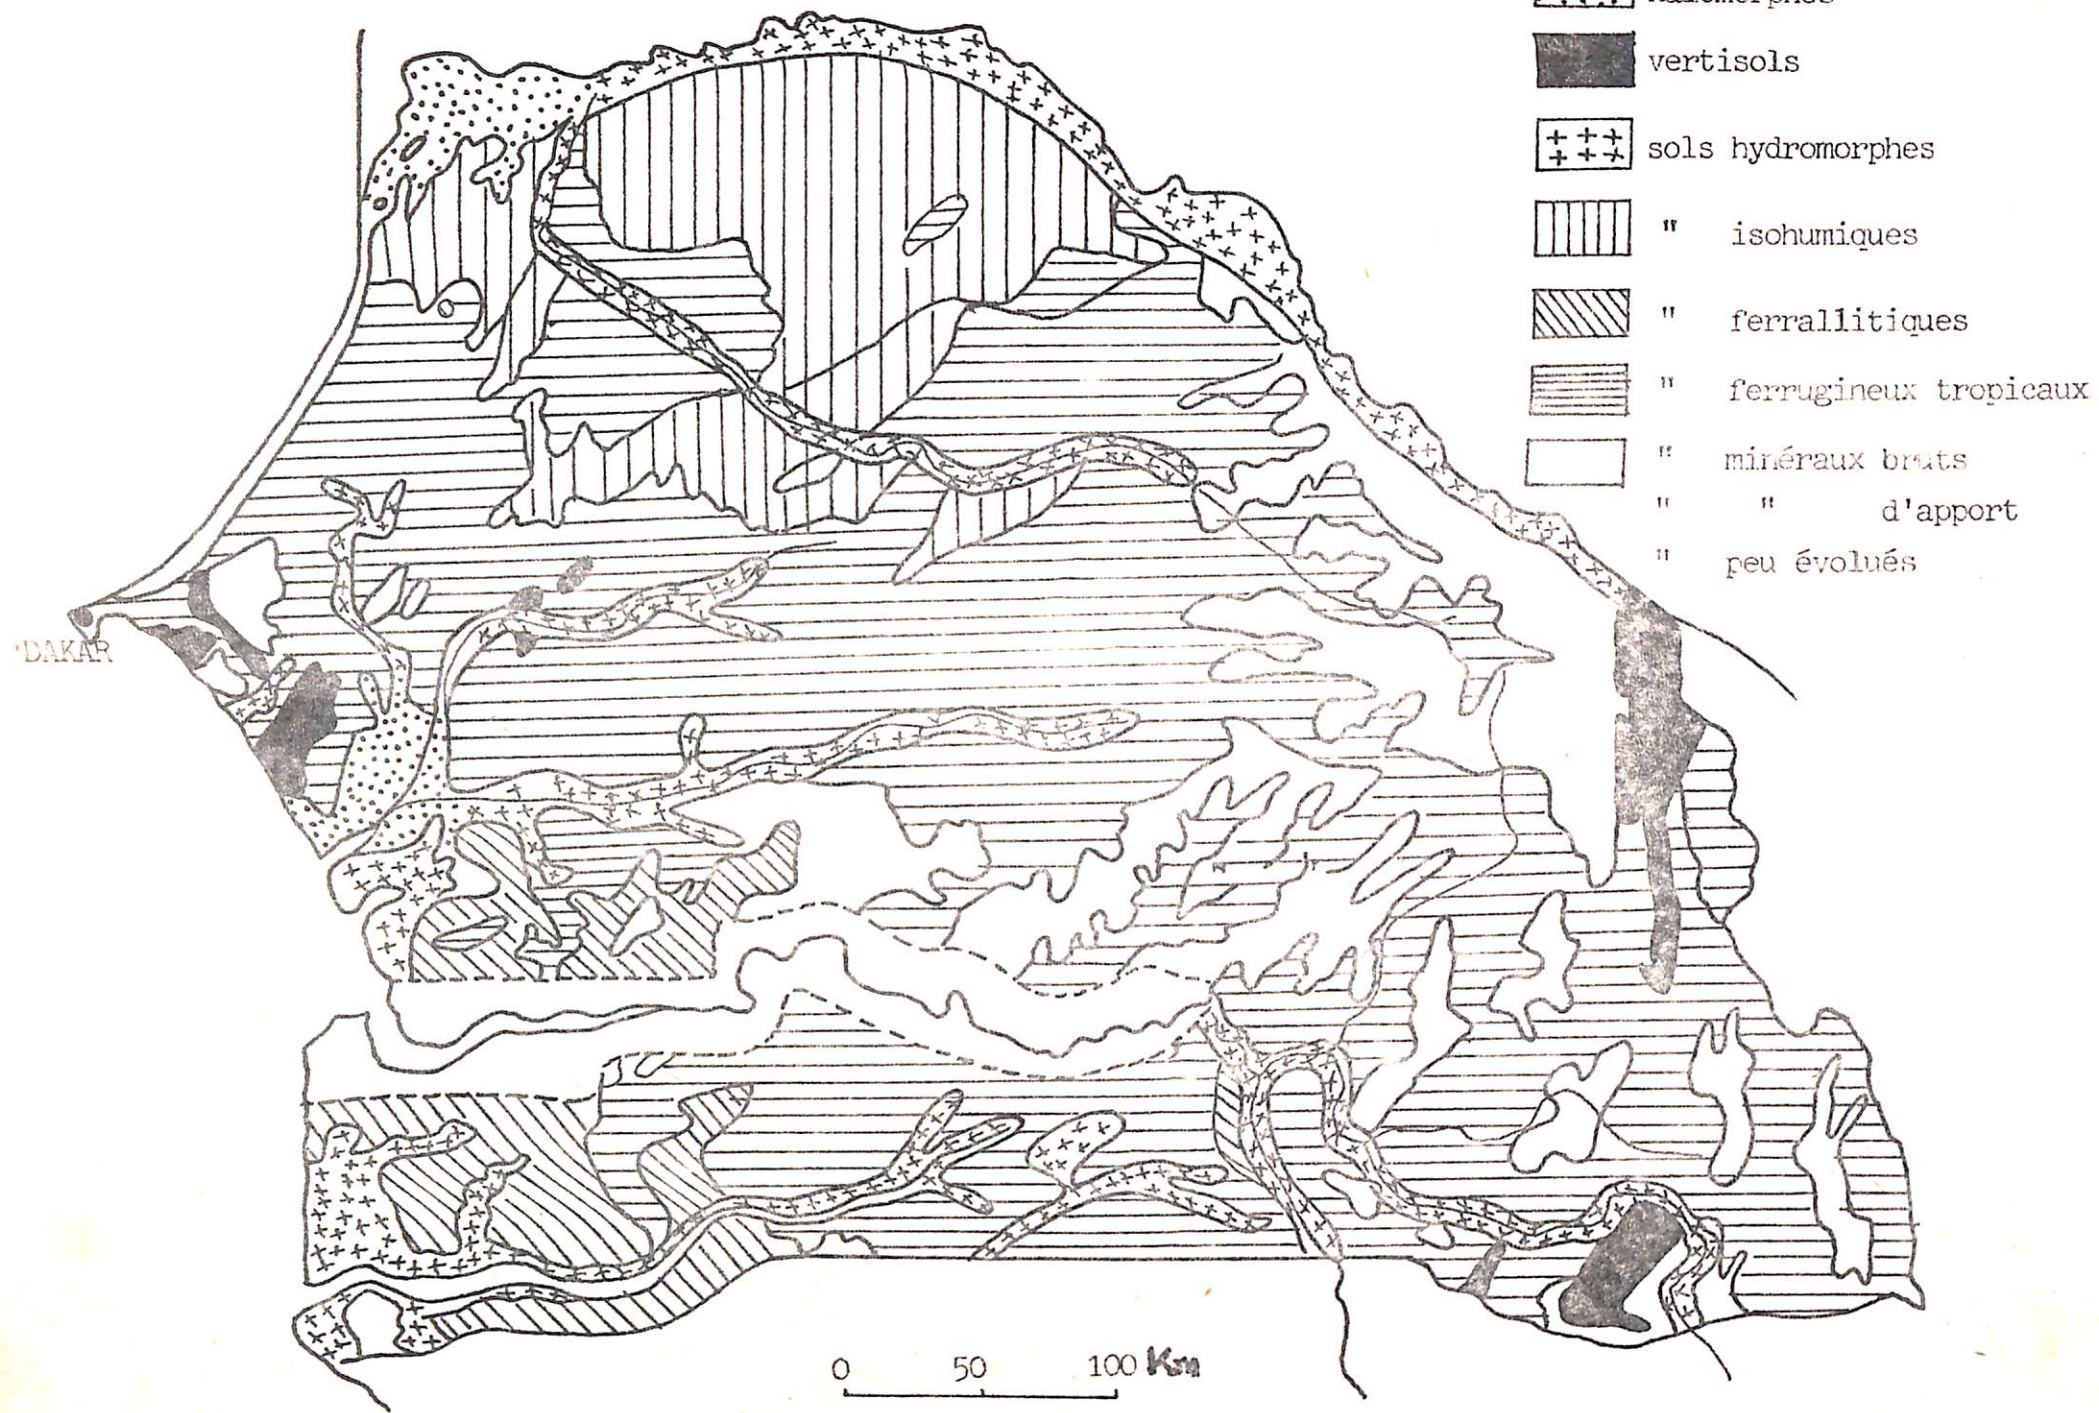 vertisols
sols hydromorphes
" isohumiques
" ferrallitiques
" ferrugineux tropicaux
" minéraux bruts
" " d'apport
" peu évolués
DAKAR
0 50 100 Km